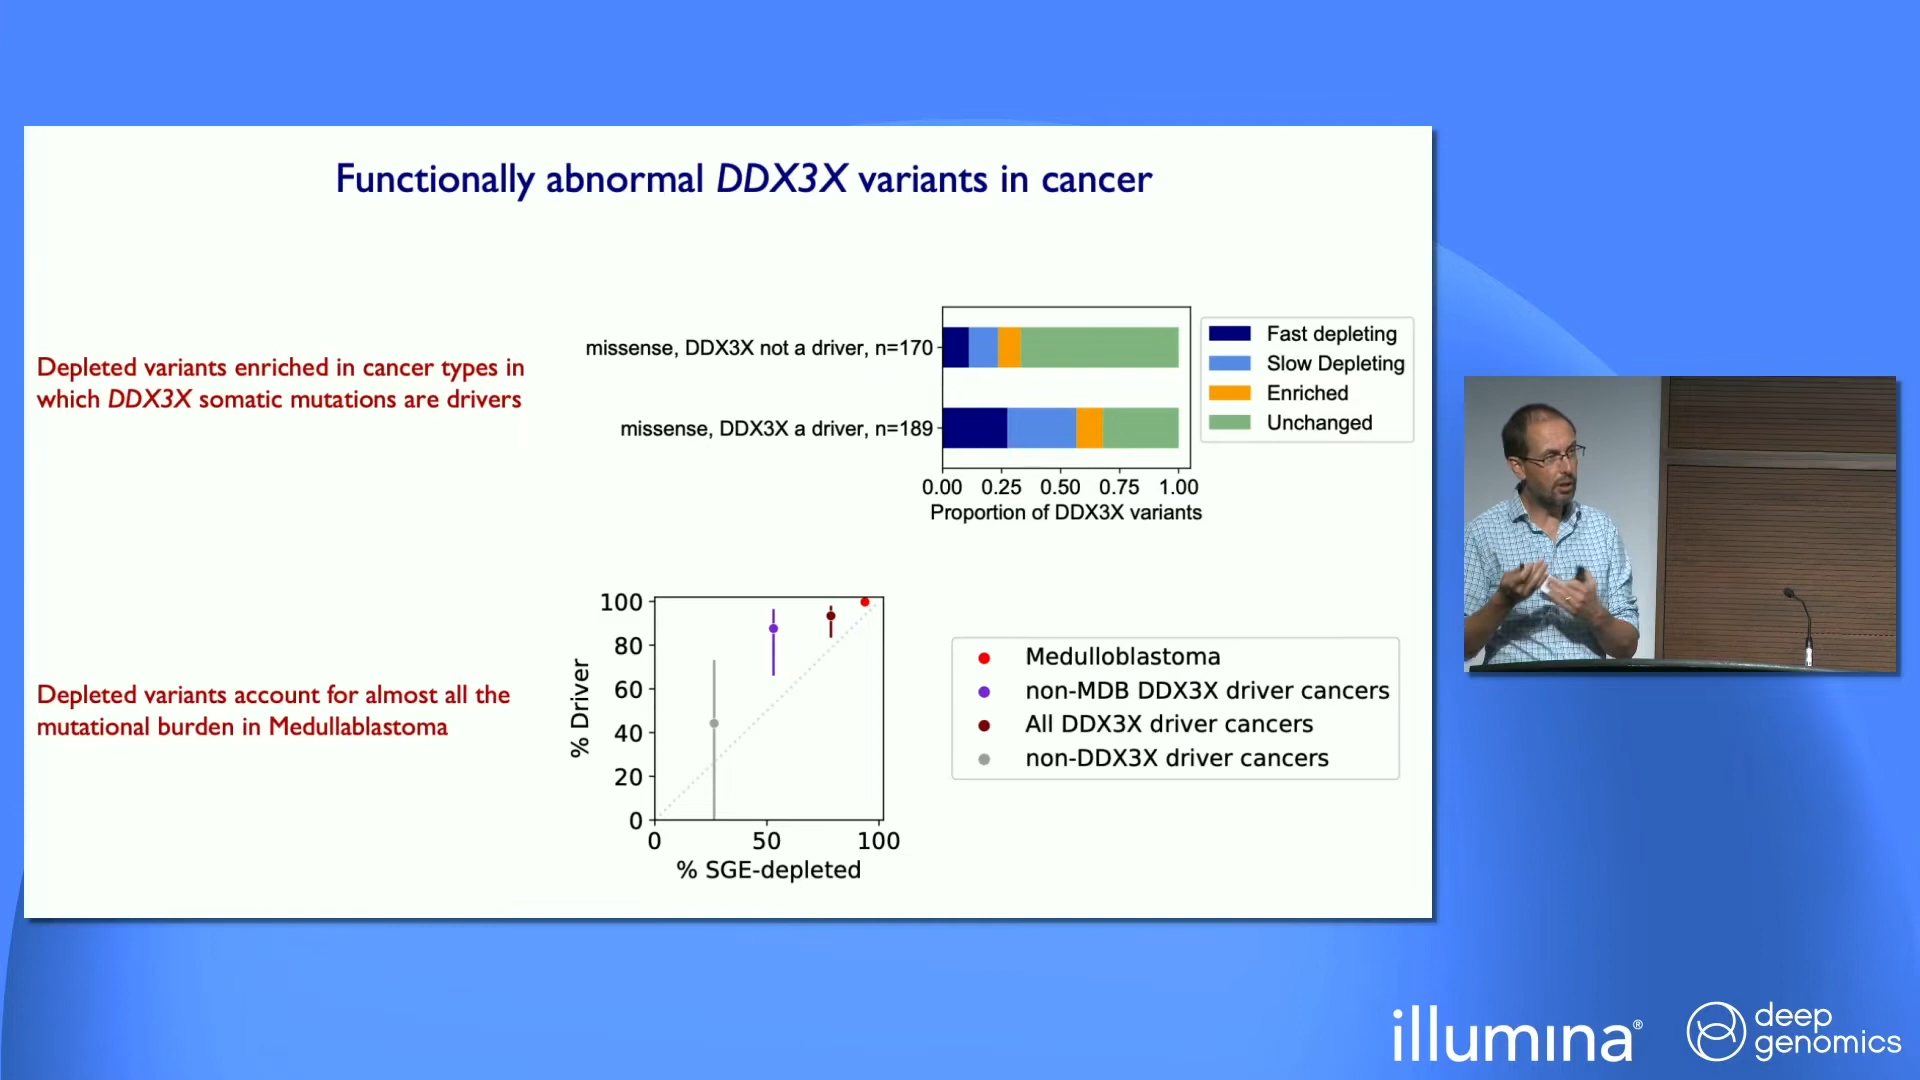 Functionally abnormal DDX3X variants in cancer
Depleted variants enriched in cancer types in
which DDX3X somatic mutations are drivers
missense, DDX3X not a driver, n=170
missense, DDX3X a driver, n=189
0.00 0.25 0.50 0.75 1.00
Proportion of DDX3X variants
Fast depleting
Slow Depleting
Enriched
Unchanged
Depleted variants account for almost all the
mutational burden in Medullablastoma
% Driver
100
80
60
40
20
0
0 50 100
% SGE-depleted
Medulloblastoma
non-MDB DDX3X driver cancers
All DDX3X driver cancers
non-DDX3X driver cancers
illumina®
deep
genomics